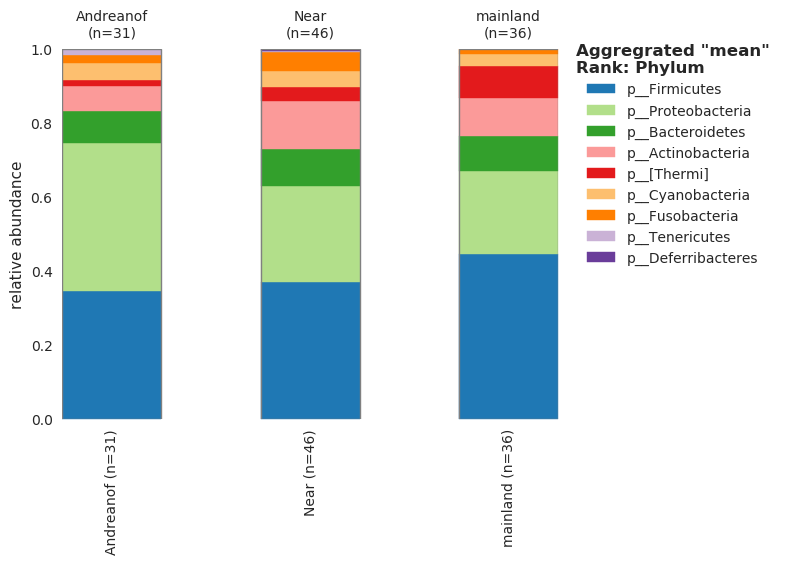 Andreanof
(n=31)
Near
(n=46)
mainland
(n=36)
Aggregrated "mean"
Rank: Phylum
p__Firmicutes
p__Proteobacteria
p__Bacteroidetes
p__Actinobacteria
p__[Thermi]
p__Cyanobacteria
p__Fusobacteria
p__Tenericutes
p__Deferribacteres
relative abundance
1.0
0.8
0.6
0.4
0.2
0.0
Andreanof (n=31)
Near (n=46)
mainland (n=36)